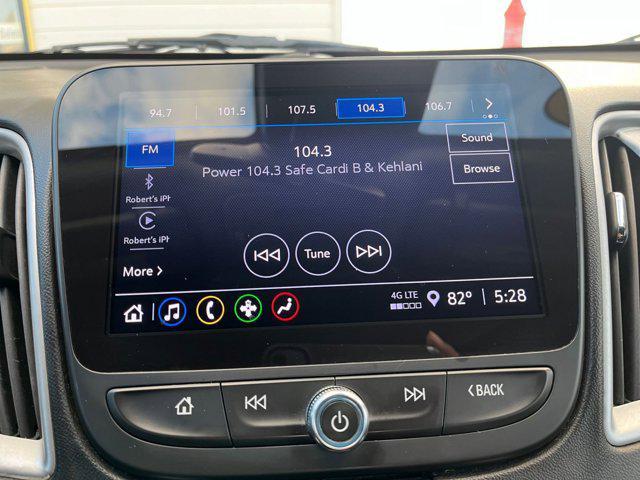 94.7 101.5 107.5 104.3 106.7
FM
104.3
Sound
Power 104.3 Safe Cardi B & Kehlani
Browse
Robert's iPh
Robert's iPh
Tune
More
4G LTE
82° 5:28
BACK